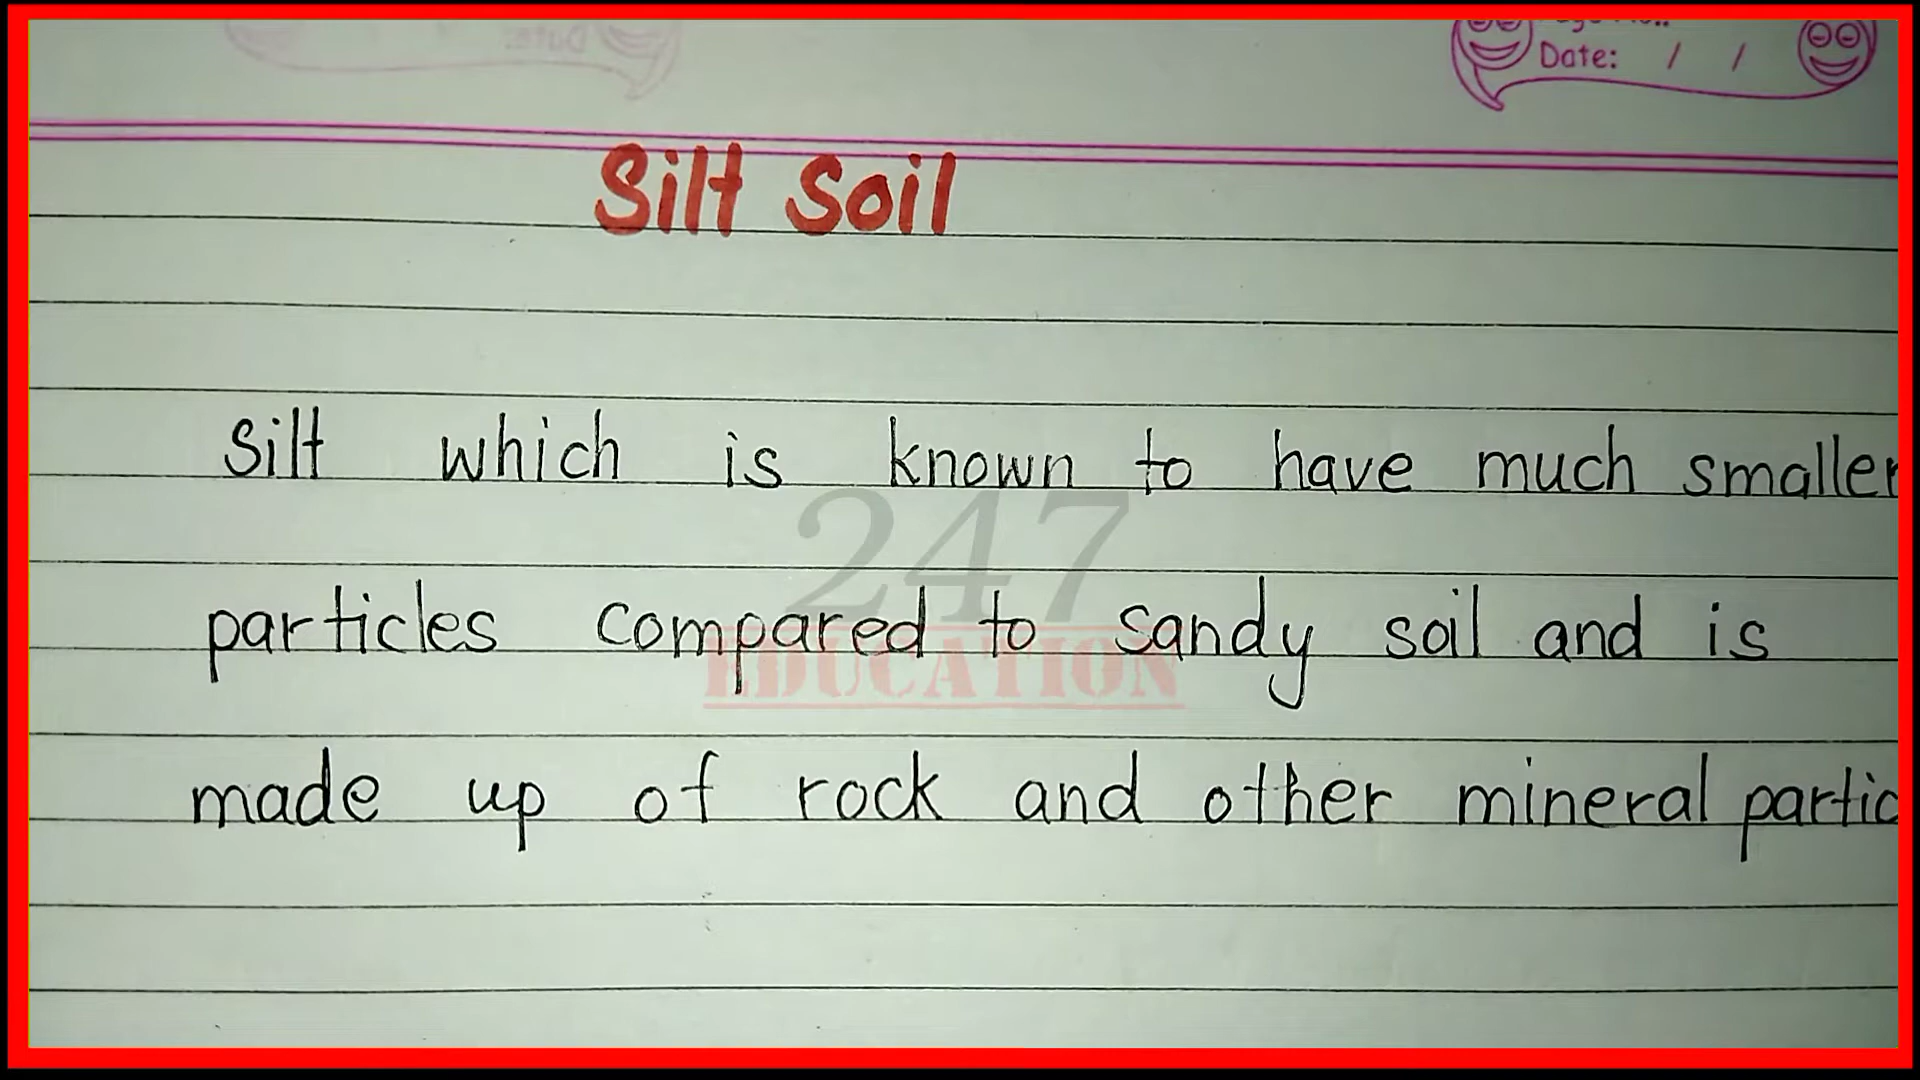 Date: / /
Silt Soil
Silt which is known to have much smaller
particles compared to sandy soil and is
made up of rock and other mineral partic
247
EDUCATION